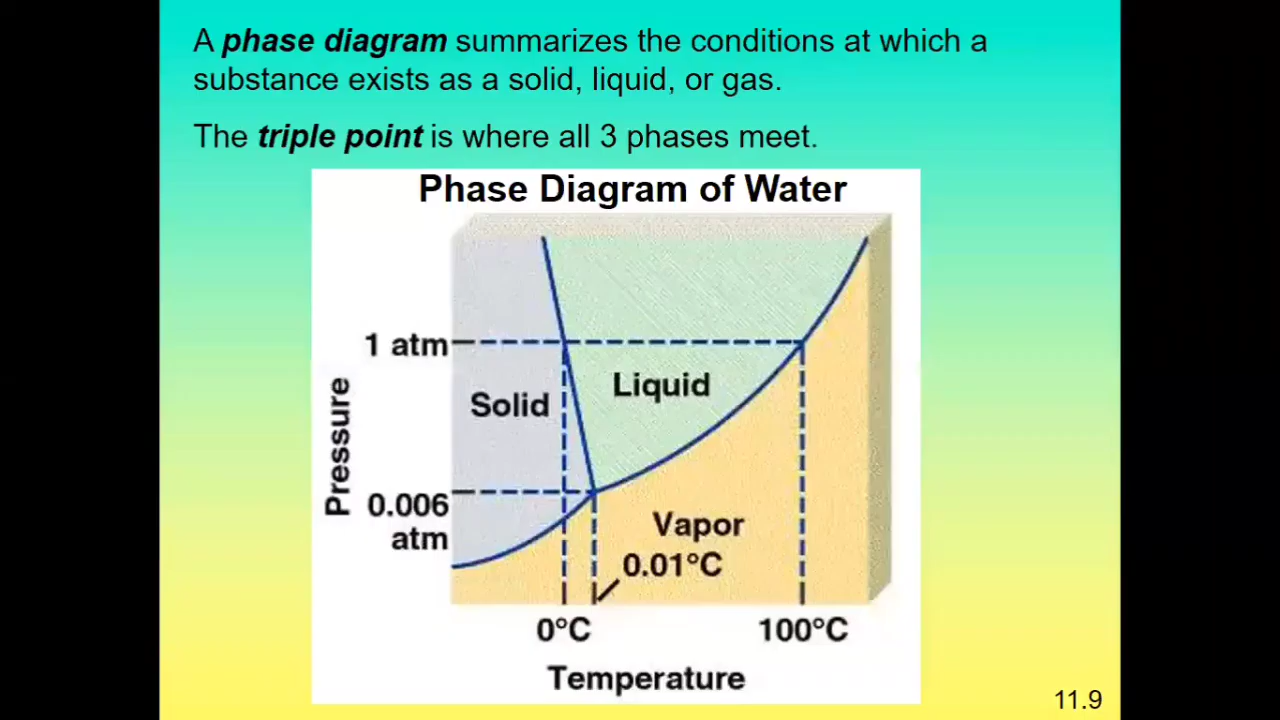 A phase diagram summarizes the conditions at which a
substance exists as a solid, liquid, or gas.
The triple point is where all 3 phases meet.
Phase Diagram of Water
1 atm
Liquid
Solid
Pressure
0.006
atm
Vapor
0.01°C
0°C
100°C
Temperature
11.9